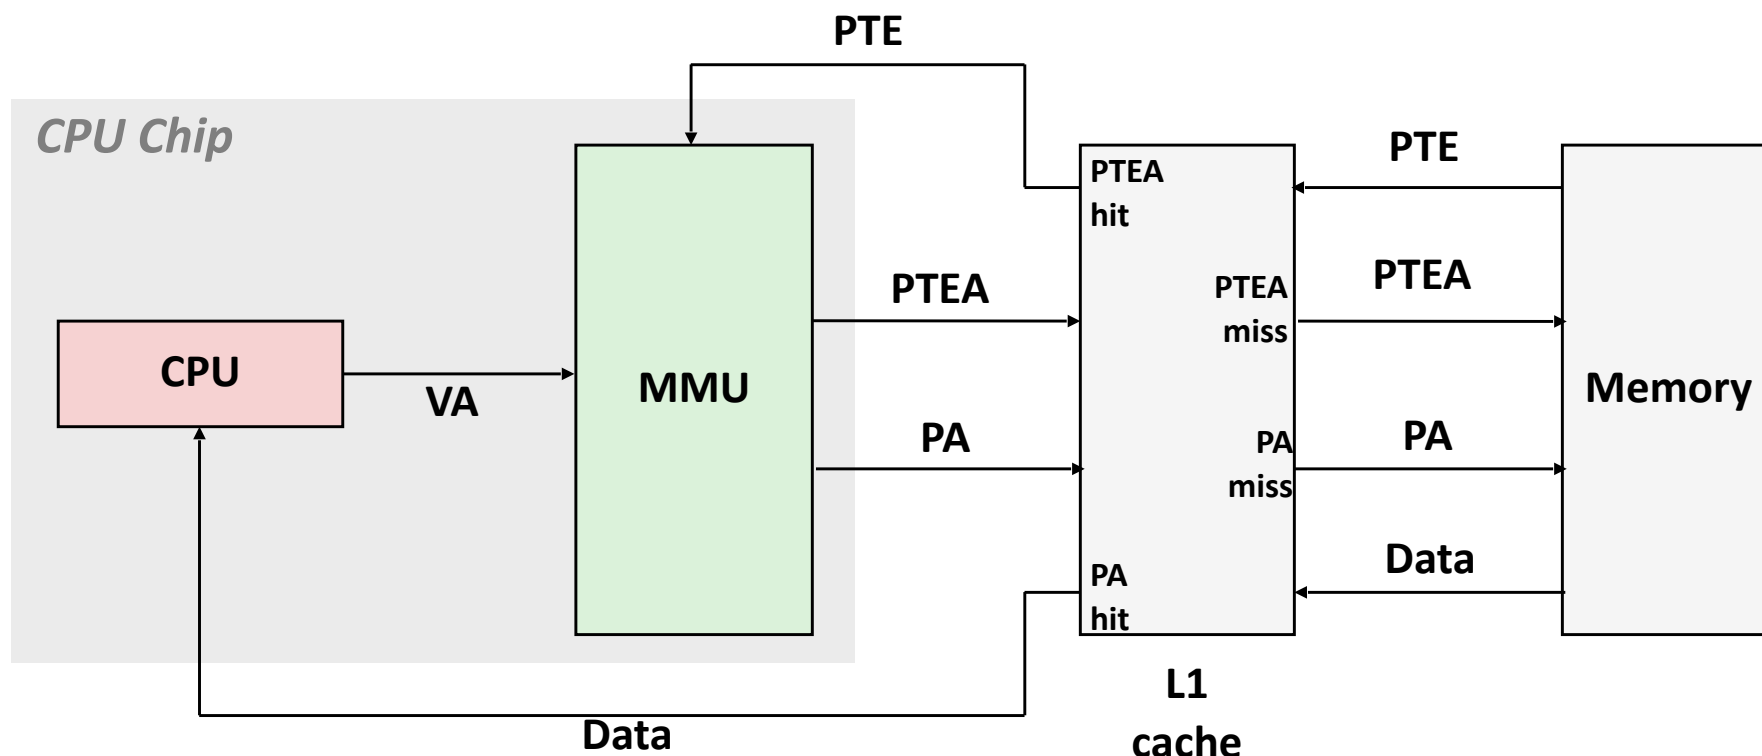 PTE
CPU Chip
PTE
PTEA
hit
PTEA
PTEA
PTEA
miss
CPU
VA
MMU
Memory
PA
PA
PA
miss
Data
PA
hit
L1
cache
Data